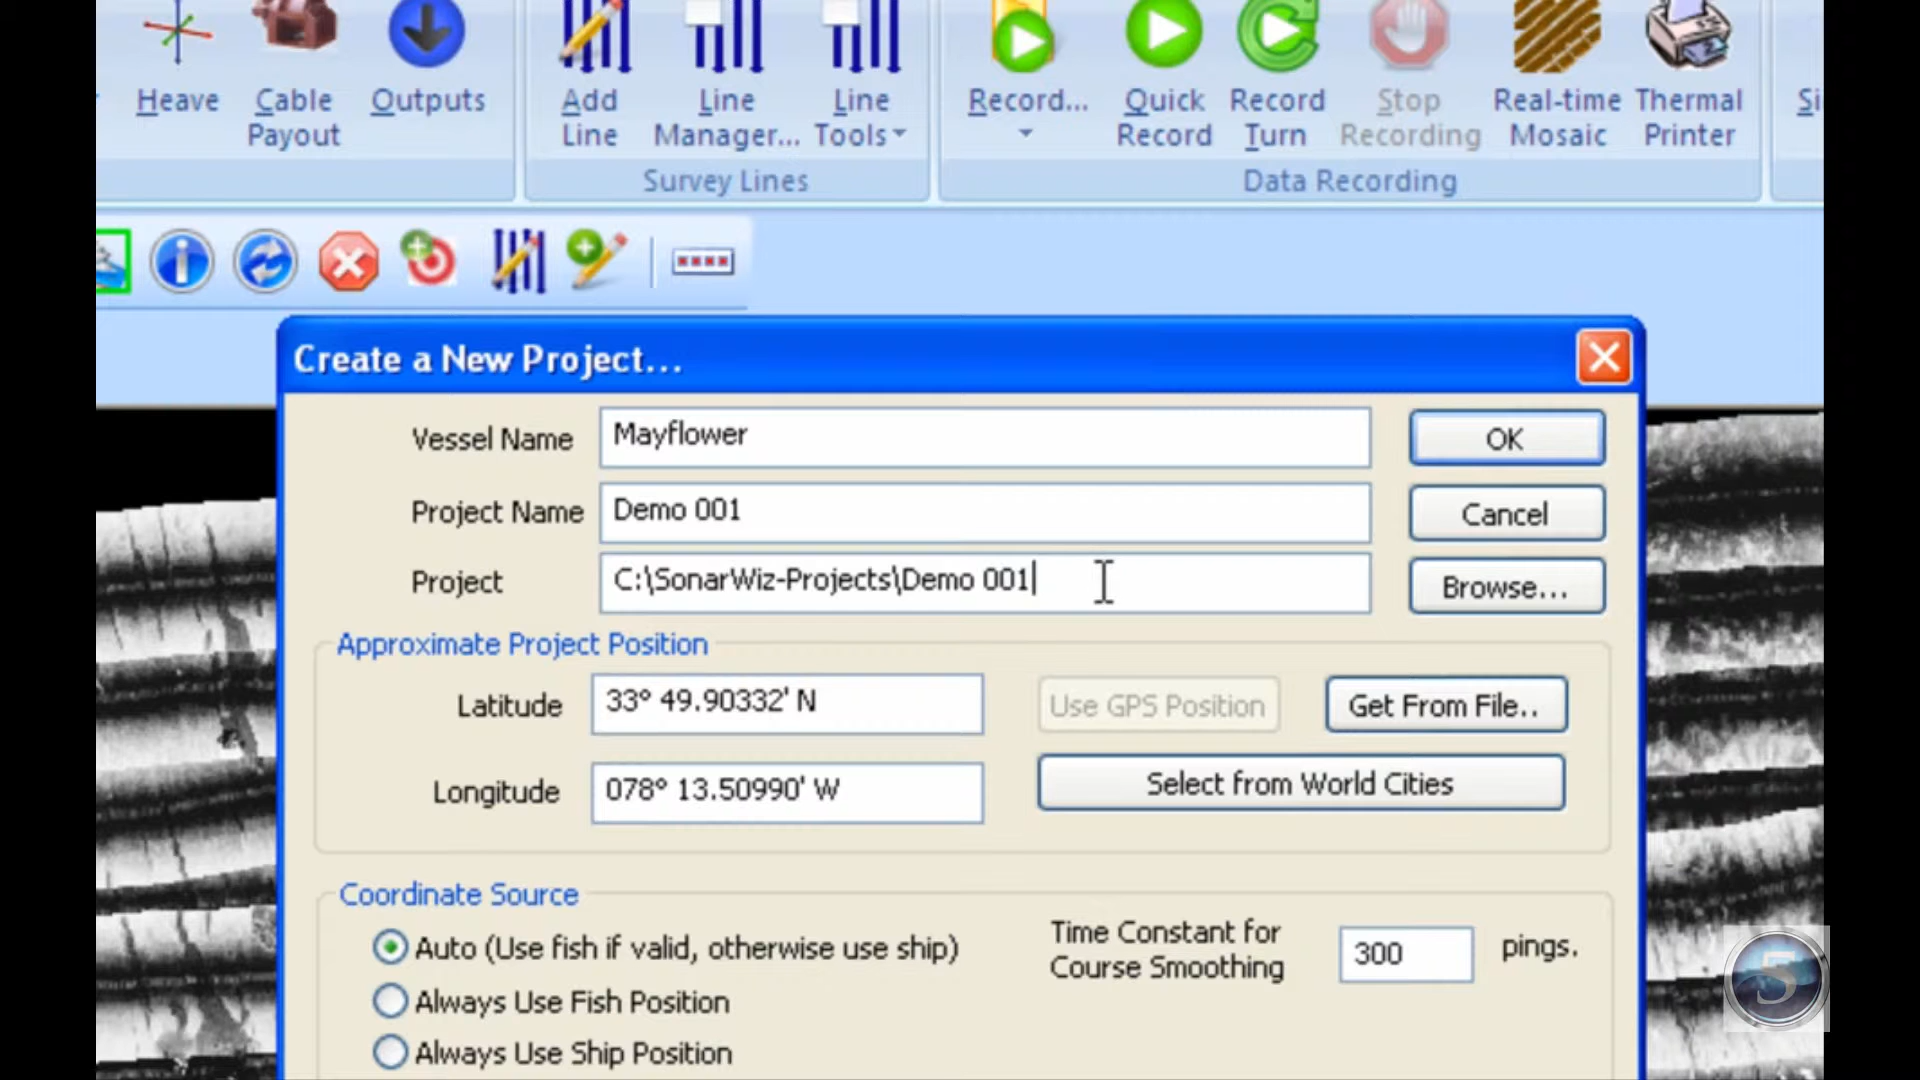 Heave
Cable
Payout
Outputs
Add
Line
Line
Manager...
Line
Tools
Survey Lines
Record...
Quick
Record
Record
Turn
Stop
Recording
Real-time
Mosaic
Thermal
Printer
Data Recording
Create a New Project...
Vessel Name
Mayflower
OK
Project Name
Demo 001
Cancel
Project
C:\SonarWiz-Projects\Demo 001
Browse...
Approximate Project Position
Latitude
33° 49.90332' N
Use GPS Position
Get From File..
Longitude
078° 13.50990' W
Select from World Cities
Coordinate Source
Auto (Use fish if valid, otherwise use ship)
Always Use Fish Position
Always Use Ship Position
Time Constant for
Course Smoothing
300
pings.
5